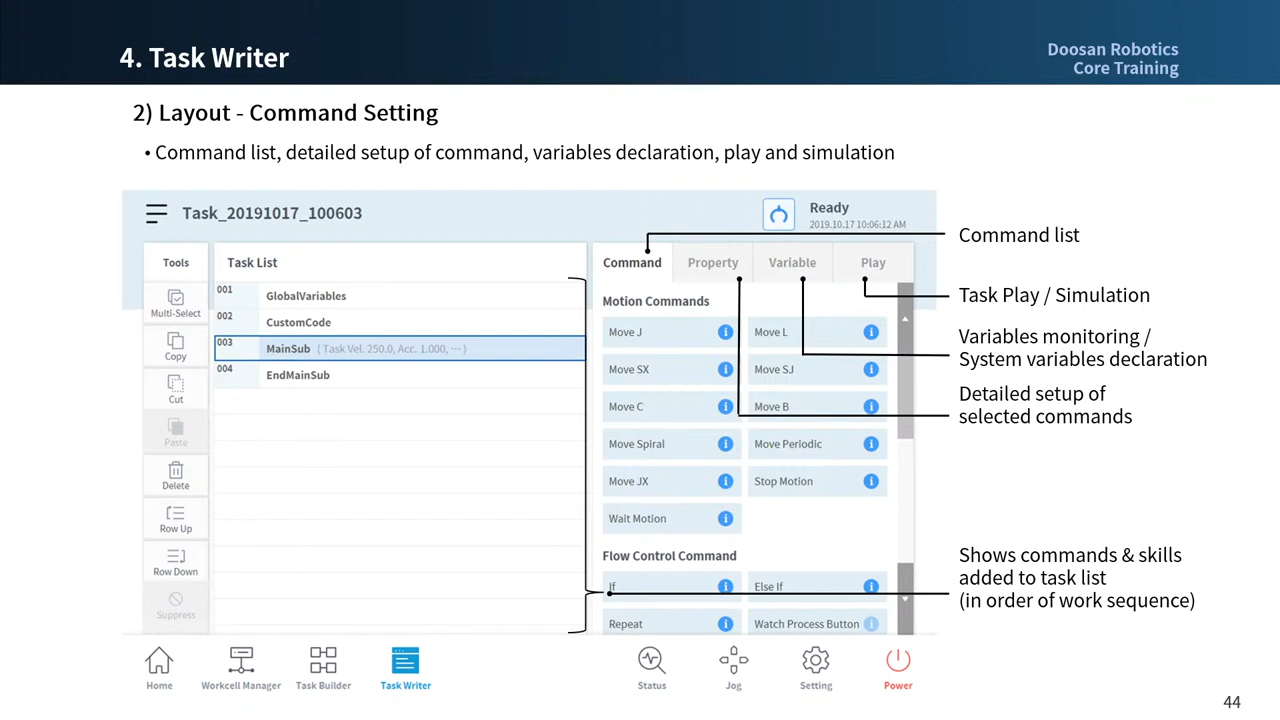 4. Task Writer
Doosan Robotics
Core Training
2) Layout - Command Setting
• Command list, detailed setup of command, variables declaration, play and simulation
Task_20191017_100603
Ready
2019.10.17 10:06:12 AM
Command list
Tools
Task List
Command
Property
Variable
Play
Multi-Select
Copy
Cut
Paste
Delete
Row Up
Row Down
Suppress
001 GlobalVariables
002 CustomCode
003 MainSub ( Task Vel. 250.0, Acc. 1.000, ··· )
004 EndMainSub
Motion Commands
Move J
Move L
Move SX
Move SJ
Move C
Move B
Move Spiral
Move Periodic
Move JX
Stop Motion
Wait Motion
Flow Control Command
If
Else If
Repeat
Watch Process Button
Task Play / Simulation
Variables monitoring /
System variables declaration
Detailed setup of
selected commands
Shows commands & skills
added to task list
(in order of work sequence)
Home
Workcell Manager
Task Builder
Task Writer
Status
Jog
Setting
Power
44